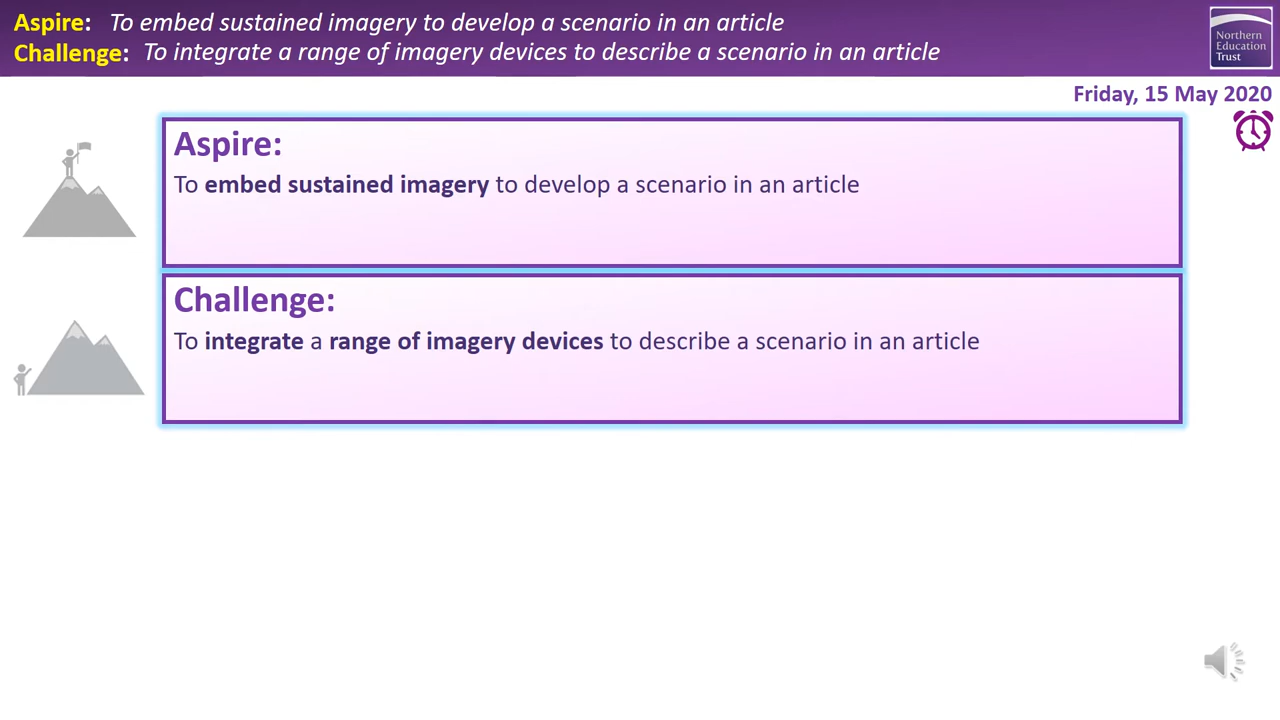 Aspire: To embed sustained imagery to develop a scenario in an article
Challenge: To integrate a range of imagery devices to describe a scenario in an article
Northern
Education
Trust
Friday, 15 May 2020
Aspire:
To embed sustained imagery to develop a scenario in an article
Challenge:
To integrate a range of imagery devices to describe a scenario in an article